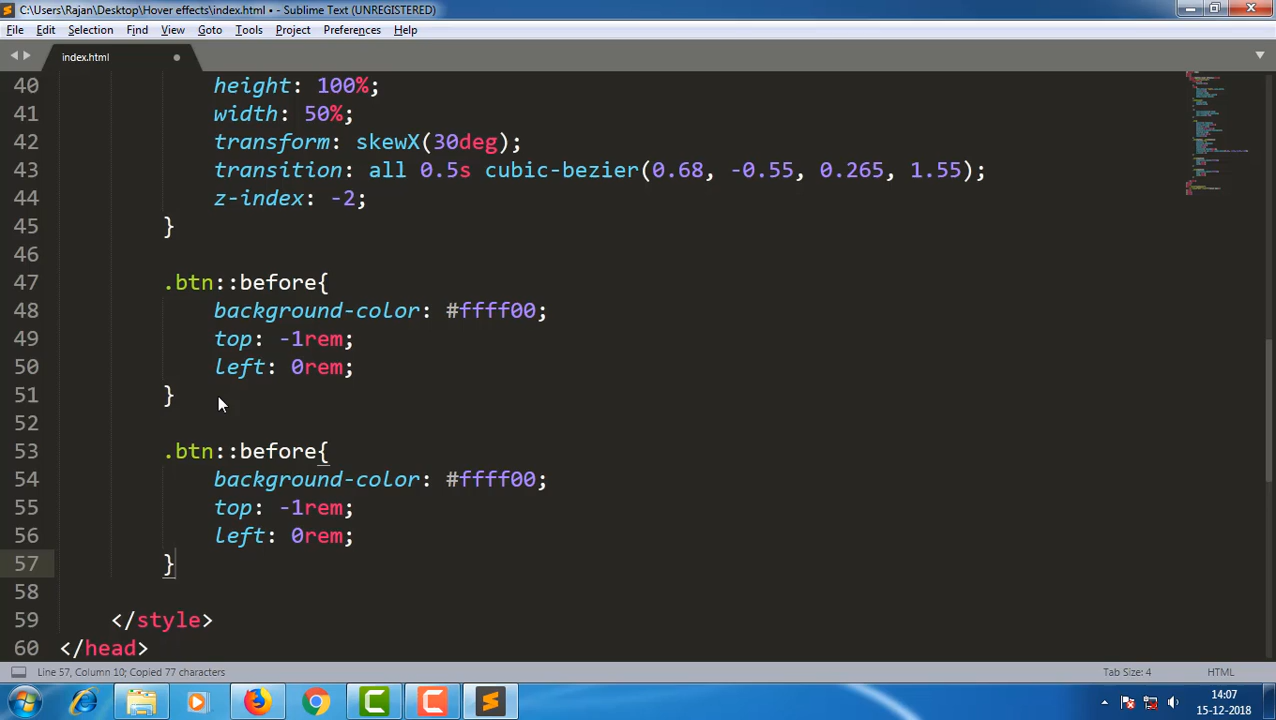 C:\Users\Rajan\Desktop\Hover effects\index.html • - Sublime Text (UNREGISTERED)
File Edit Selection Find View Goto Tools Project Preferences Help
index.html
40 height: 100%;
41 width: 50%;
42 transform: skewX(30deg);
43 transition: all 0.5s cubic-bezier(0.68, -0.55, 0.265, 1.55);
44 z-index: -2;
45 }
46
47 .btn::before{
48 background-color: #ffff00;
49 top: -1rem;
50 left: 0rem;
51 }
52
53 .btn::before{
54 background-color: #ffff00;
55 top: -1rem;
56 left: 0rem;
57 }
58
59 </style>
60 </head>
Line 57, Column 10; Copied 77 characters Tab Size: 4 HTML
14:07
15-12-2018